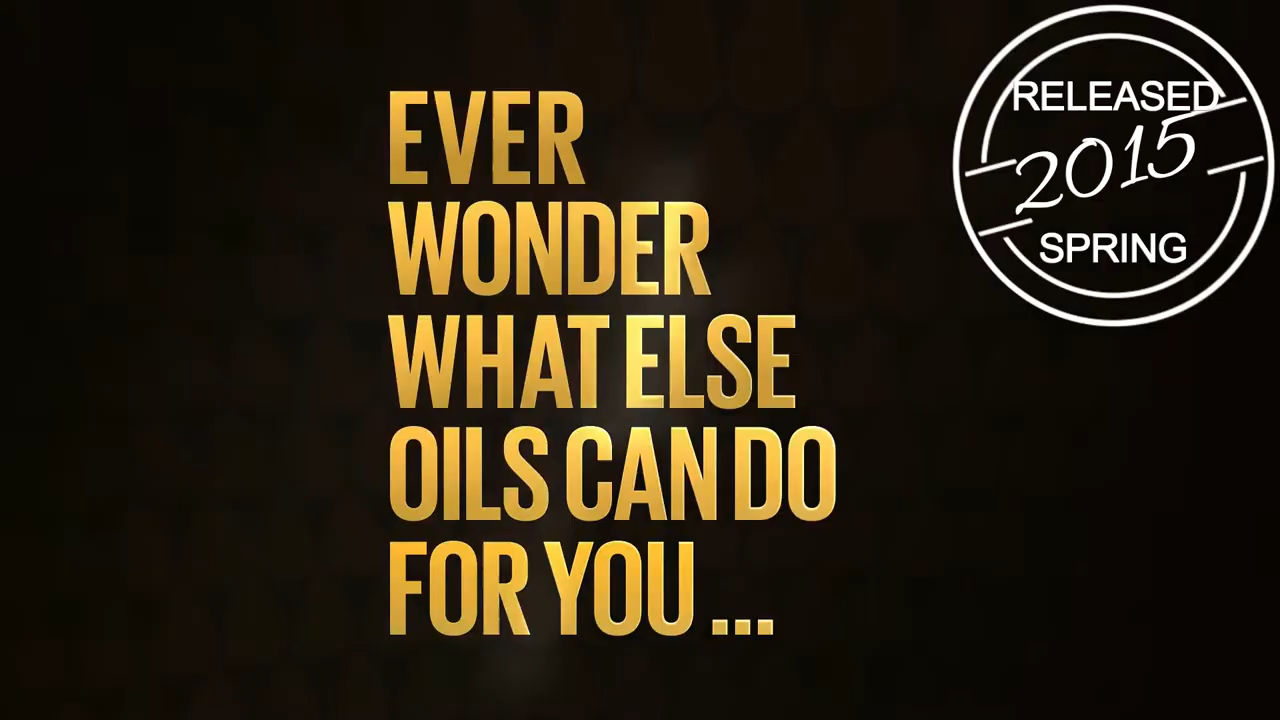 EVER
WONDER
WHAT ELSE
OILS CAN DO
FOR YOU ...
RELEASED
2015
SPRING